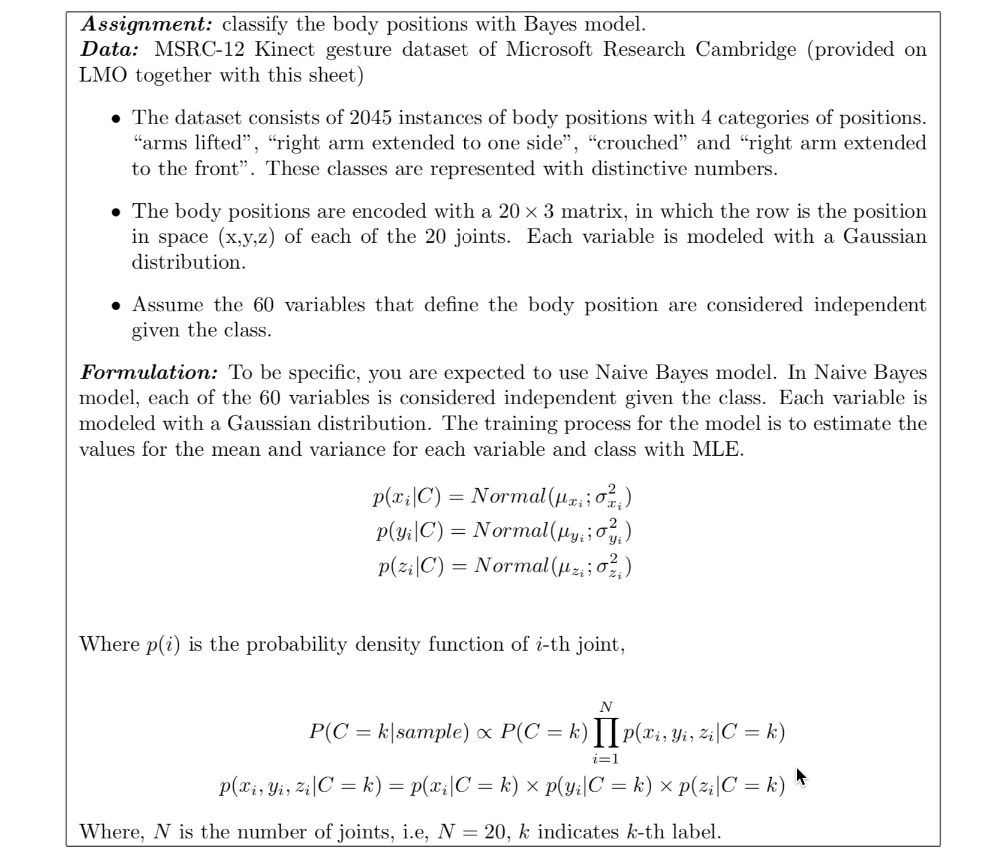 Assignment: classify the body positions with Bayes model.
Data: MSRC-12 Kinect gesture dataset of Microsoft Research Cambridge (provided on
LMO together with this sheet)
• The dataset consists of 2045 instances of body positions with 4 categories of positions.
“arms lifted”, “right arm extended to one side”, “crouched” and “right arm extended
to the front”. These classes are represented with distinctive numbers.
• The body positions are encoded with a 20 × 3 matrix, in which the row is the position
in space (x,y,z) of each of the 20 joints. Each variable is modeled with a Gaussian
distribution.
• Assume the 60 variables that define the body position are considered independent
given the class.
Formulation: To be specific, you are expected to use Naive Bayes model. In Naive Bayes
model, each of the 60 variables is considered independent given the class. Each variable is
modeled with a Gaussian distribution. The training process for the model is to estimate the
values for the mean and variance for each variable and class with MLE.
$p(x_i|C) = Normal(\mu_{x_i}; \sigma^2_{x_i})$
$p(y_i|C) = Normal(\mu_{y_i}; \sigma^2_{y_i})$
$p(z_i|C) = Normal(\mu_{z_i}; \sigma^2_{z_i})$
Where $p(i)$ is the probability density function of $i$-th joint,
$P(C = k|sample) \propto P(C = k) \prod_{i=1}^{N} p(x_i, y_i, z_i|C = k)$
$p(x_i, y_i, z_i|C = k) = p(x_i|C = k) \times p(y_i|C = k) \times p(z_i|C = k)$
Where, $N$ is the number of joints, i.e, $N = 20$, $k$ indicates $k$-th label.